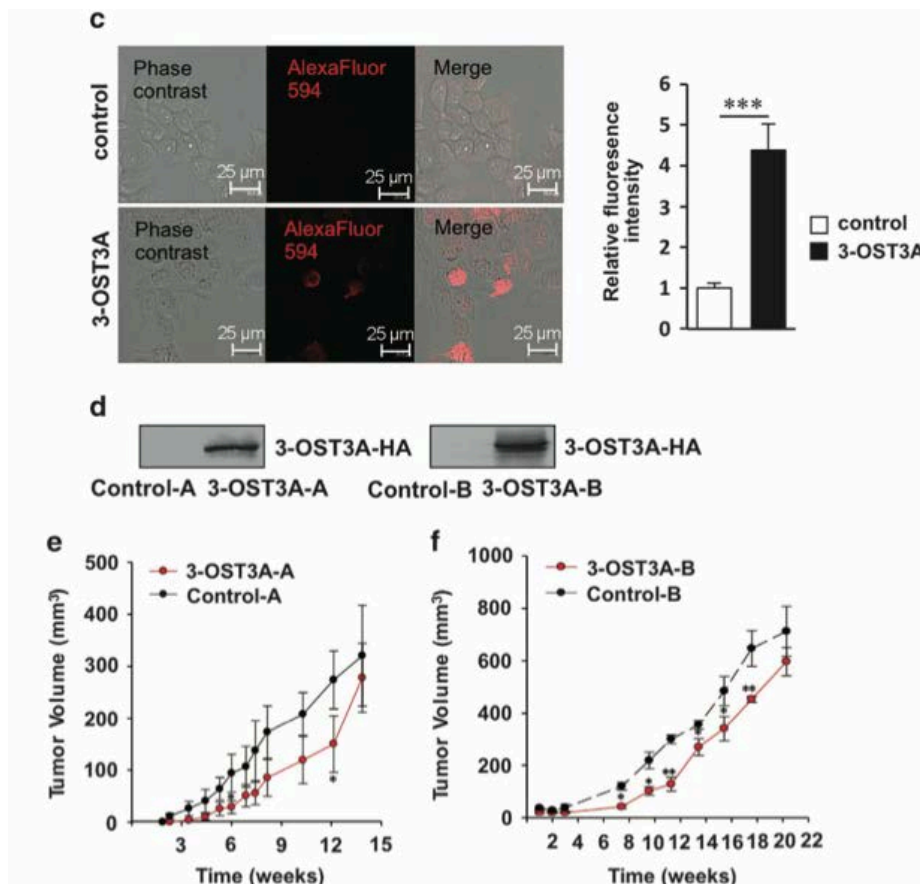 c
control
Phase
contrast
25 µm
AlexaFluor
594
25 µm
Merge
25 µm
3-OST3A
Phase
contrast
25 µm
AlexaFluor
594
25 µm
Merge
25 µm
Relative fluoresence
intensity
6
5
4
3
2
1
0
***
control
3-OST3A
d
3-OST3A-HA
Control-A 3-OST3A-A
3-OST3A-HA
Control-B 3-OST3A-B
e
Tumor Volume (mm³)
500
400
300
200
100
0
3-OST3A-A
Control-A
*
*
3 6 9 12 15
Time (weeks)
f
Tumor Volume (mm³)
1000
800
600
400
200
0
3-OST3A-B
Control-B
*
*
**
*
*
**
2 4 6 8 10 12 14 16 18 20 22
Time (weeks)